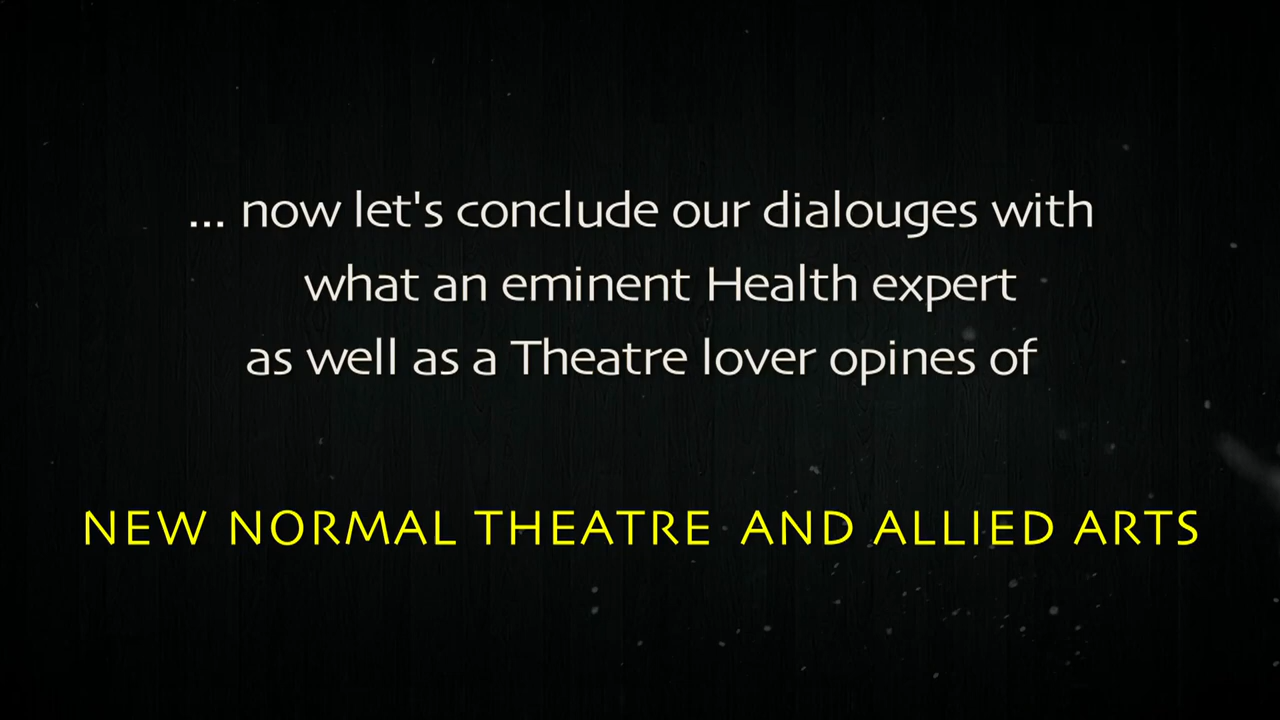 ... now let's conclude our dialouges with
what an eminent Health expert
as well as a Theatre lover opines of
NEW NORMAL THEATRE AND ALLIED ARTS